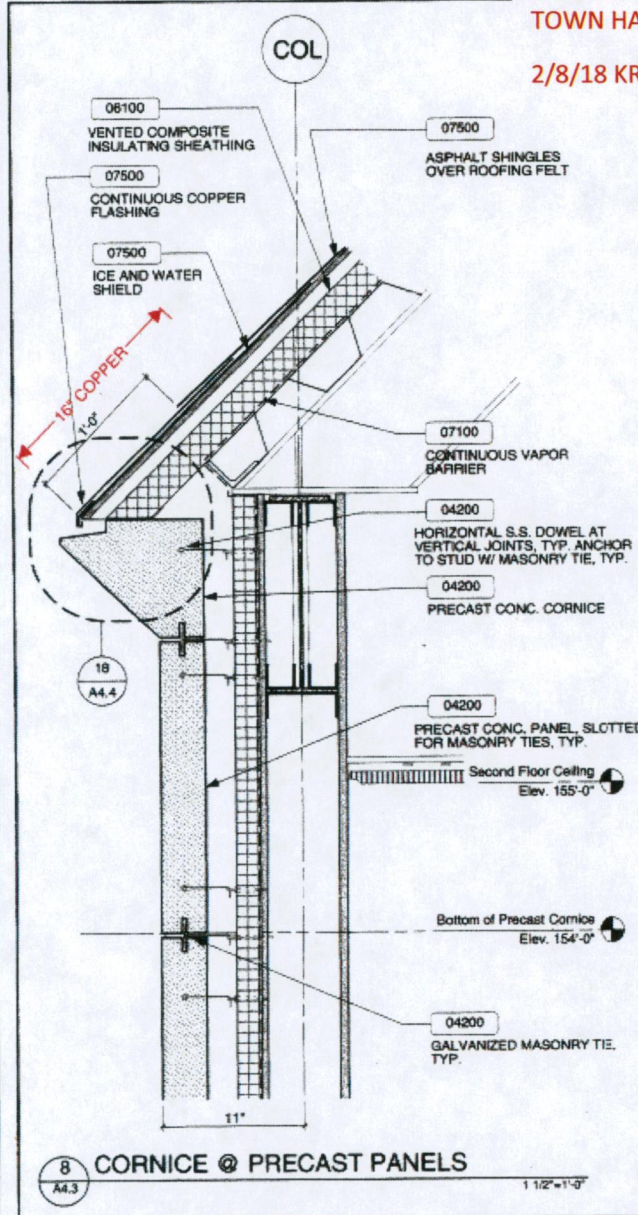 TOWN HA
2/8/18 KR
COL
06100
VENTED COMPOSITE
INSULATING SHEATHING
07500
ASPHALT SHINGLES
OVER ROOFING FELT
07500
CONTINUOUS COPPER
FLASHING
07500
ICE AND WATER
SHIELD
16" COPPER
1'-0"
07100
CONTINUOUS VAPOR
BARRIER
04200
HORIZONTAL S.S. DOWEL AT
VERTICAL JOINTS, TYP. ANCHOR
TO STUD W/ MASONRY TIE, TYP.
04200
PRECAST CONC. CORNICE
18
A4.4
04200
PRECAST CONC. PANEL, SLOTTED
FOR MASONRY TIES, TYP.
Second Floor Ceiling
Elev. 155'-0"
Bottom of Precast Cornice
Elev. 154'-0"
04200
GALVANIZED MASONRY TIE,
TYP.
11"
8
A4.3
CORNICE @ PRECAST PANELS
1 1/2"=1'-0"